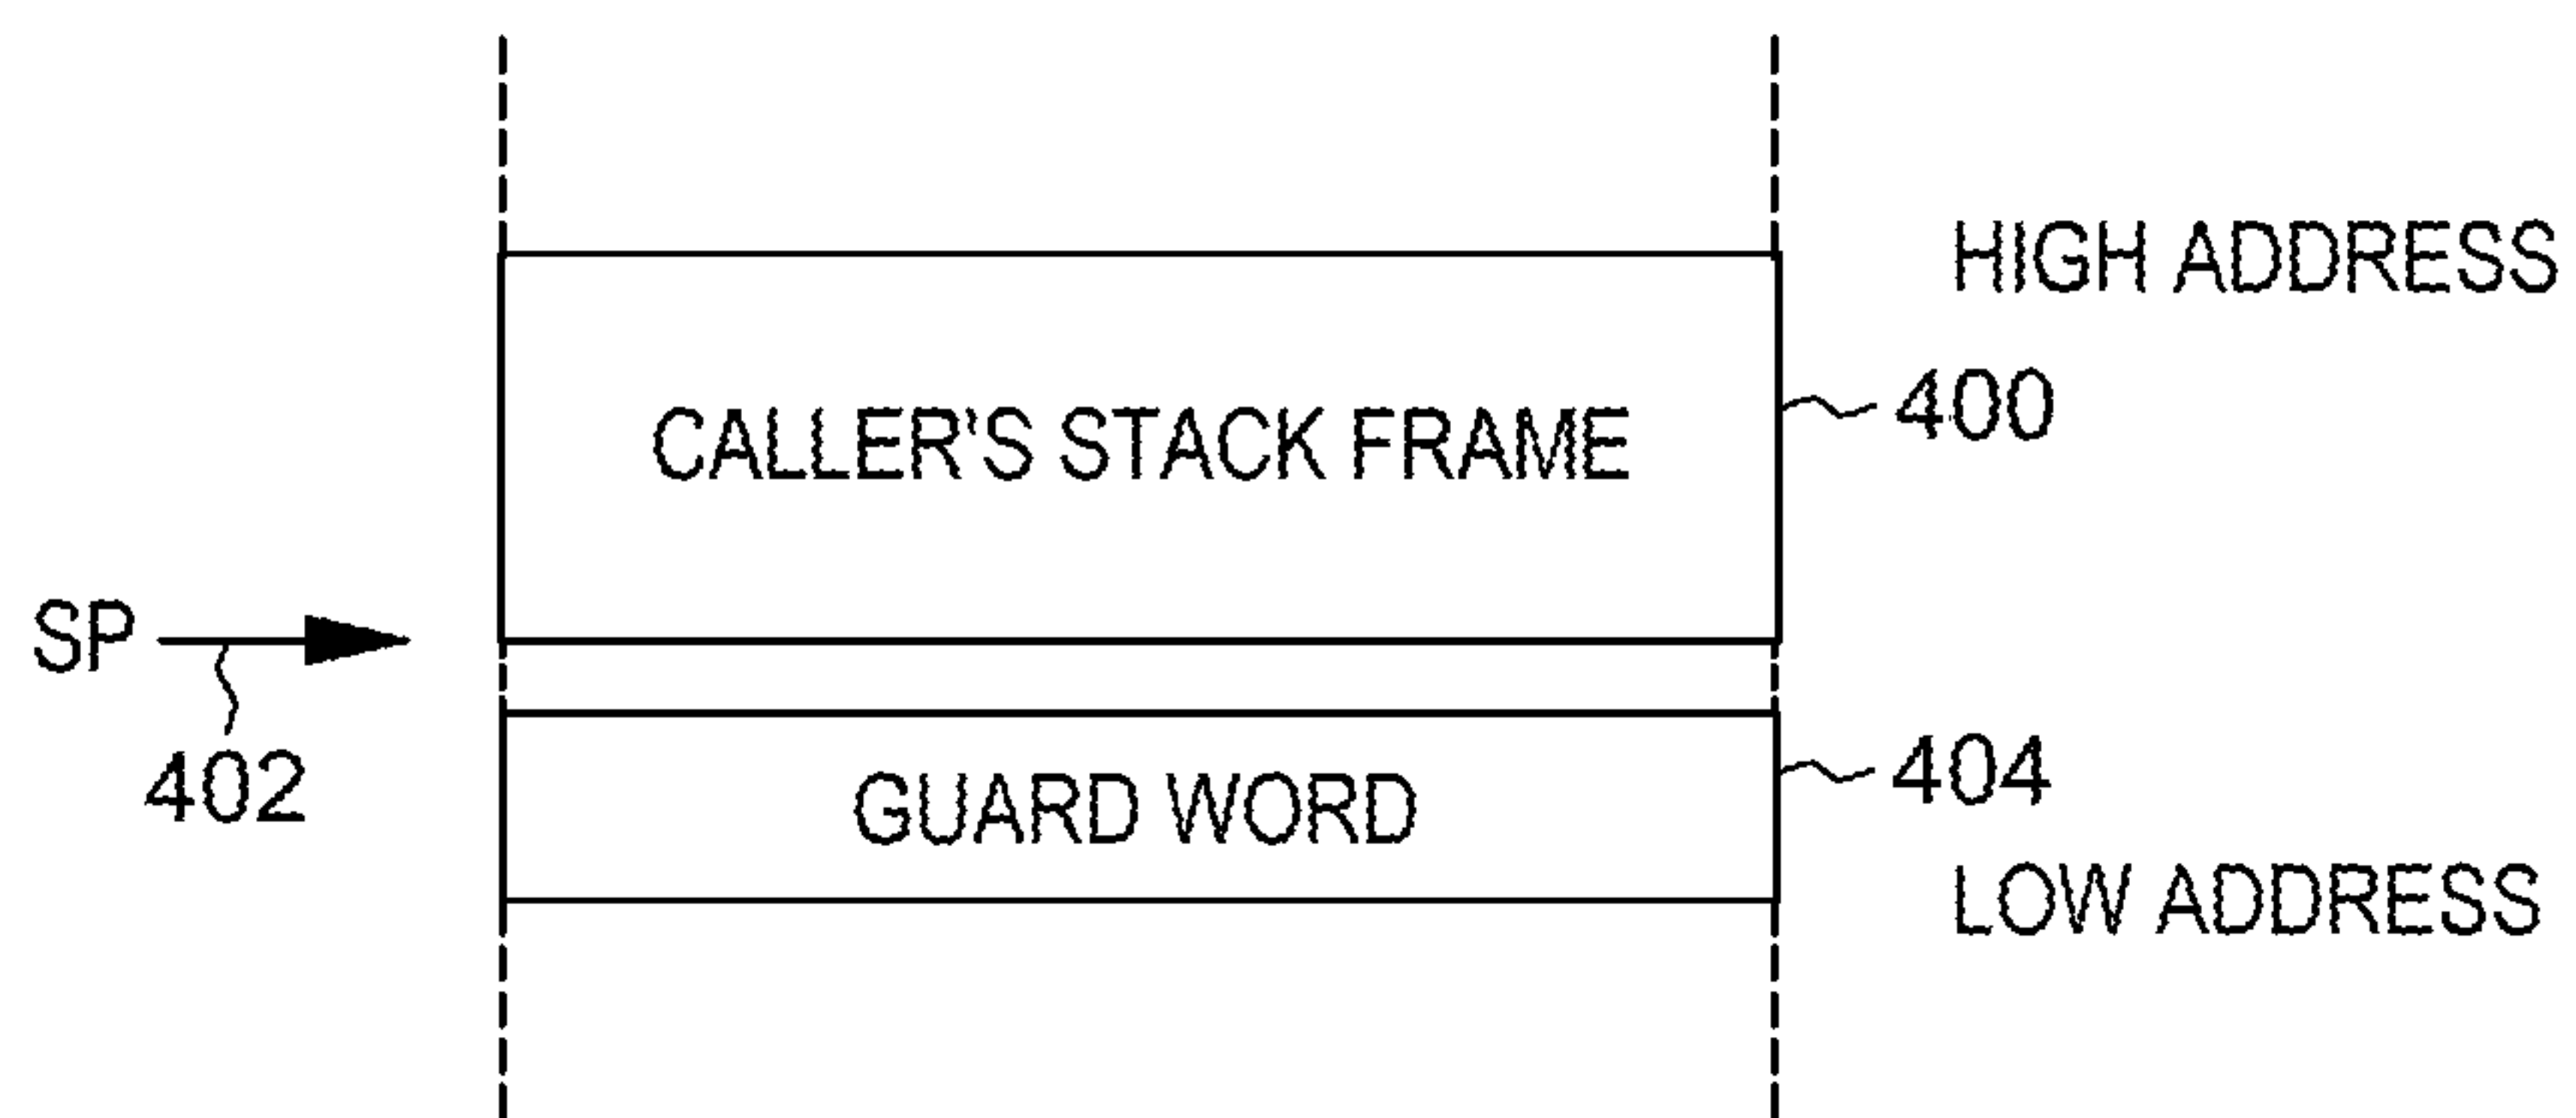 HIGH ADDRESS
400
CALLER'S STACK FRAME
SP
402
404
GUARD WORD
LOW ADDRESS